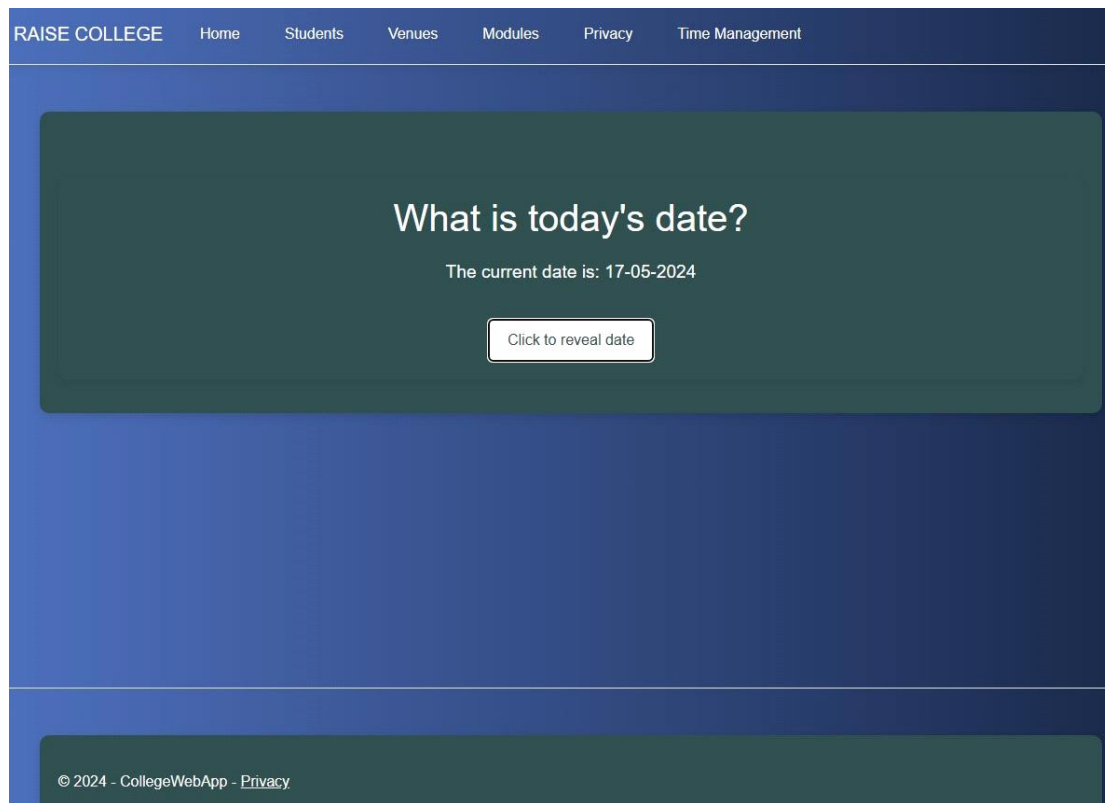 RAISE COLLEGE Home Students Venues Modules Privacy Time Management
What is today's date?
The current date is: 17-05-2024
Click to reveal date
© 2024 - CollegeWebApp - Privacy